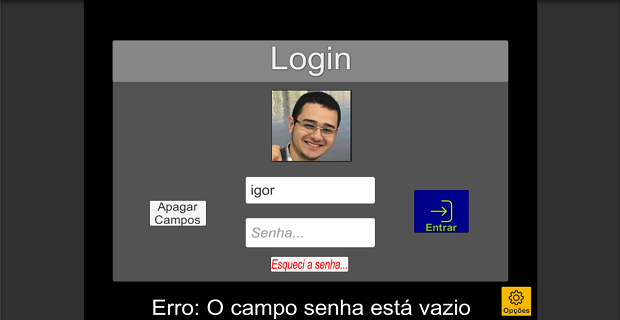 Login
igor
Apagar
Campos
Entrar
Senha...
Esqueci a senha...
Erro: O campo senha está vazio
Opções